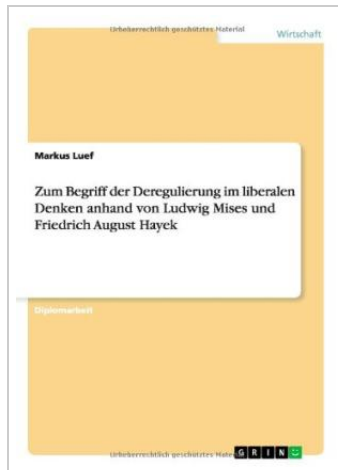 Urheberrechtlich geschütztes Material
Wirtschaft
Markus Luef
Zum Begriff der Deregulierung im liberalen
Denken anhand von Ludwig Mises und
Friedrich August Hayek
Diplomarbeit
Urheberrechtlich geschütztes Mater
GRIN